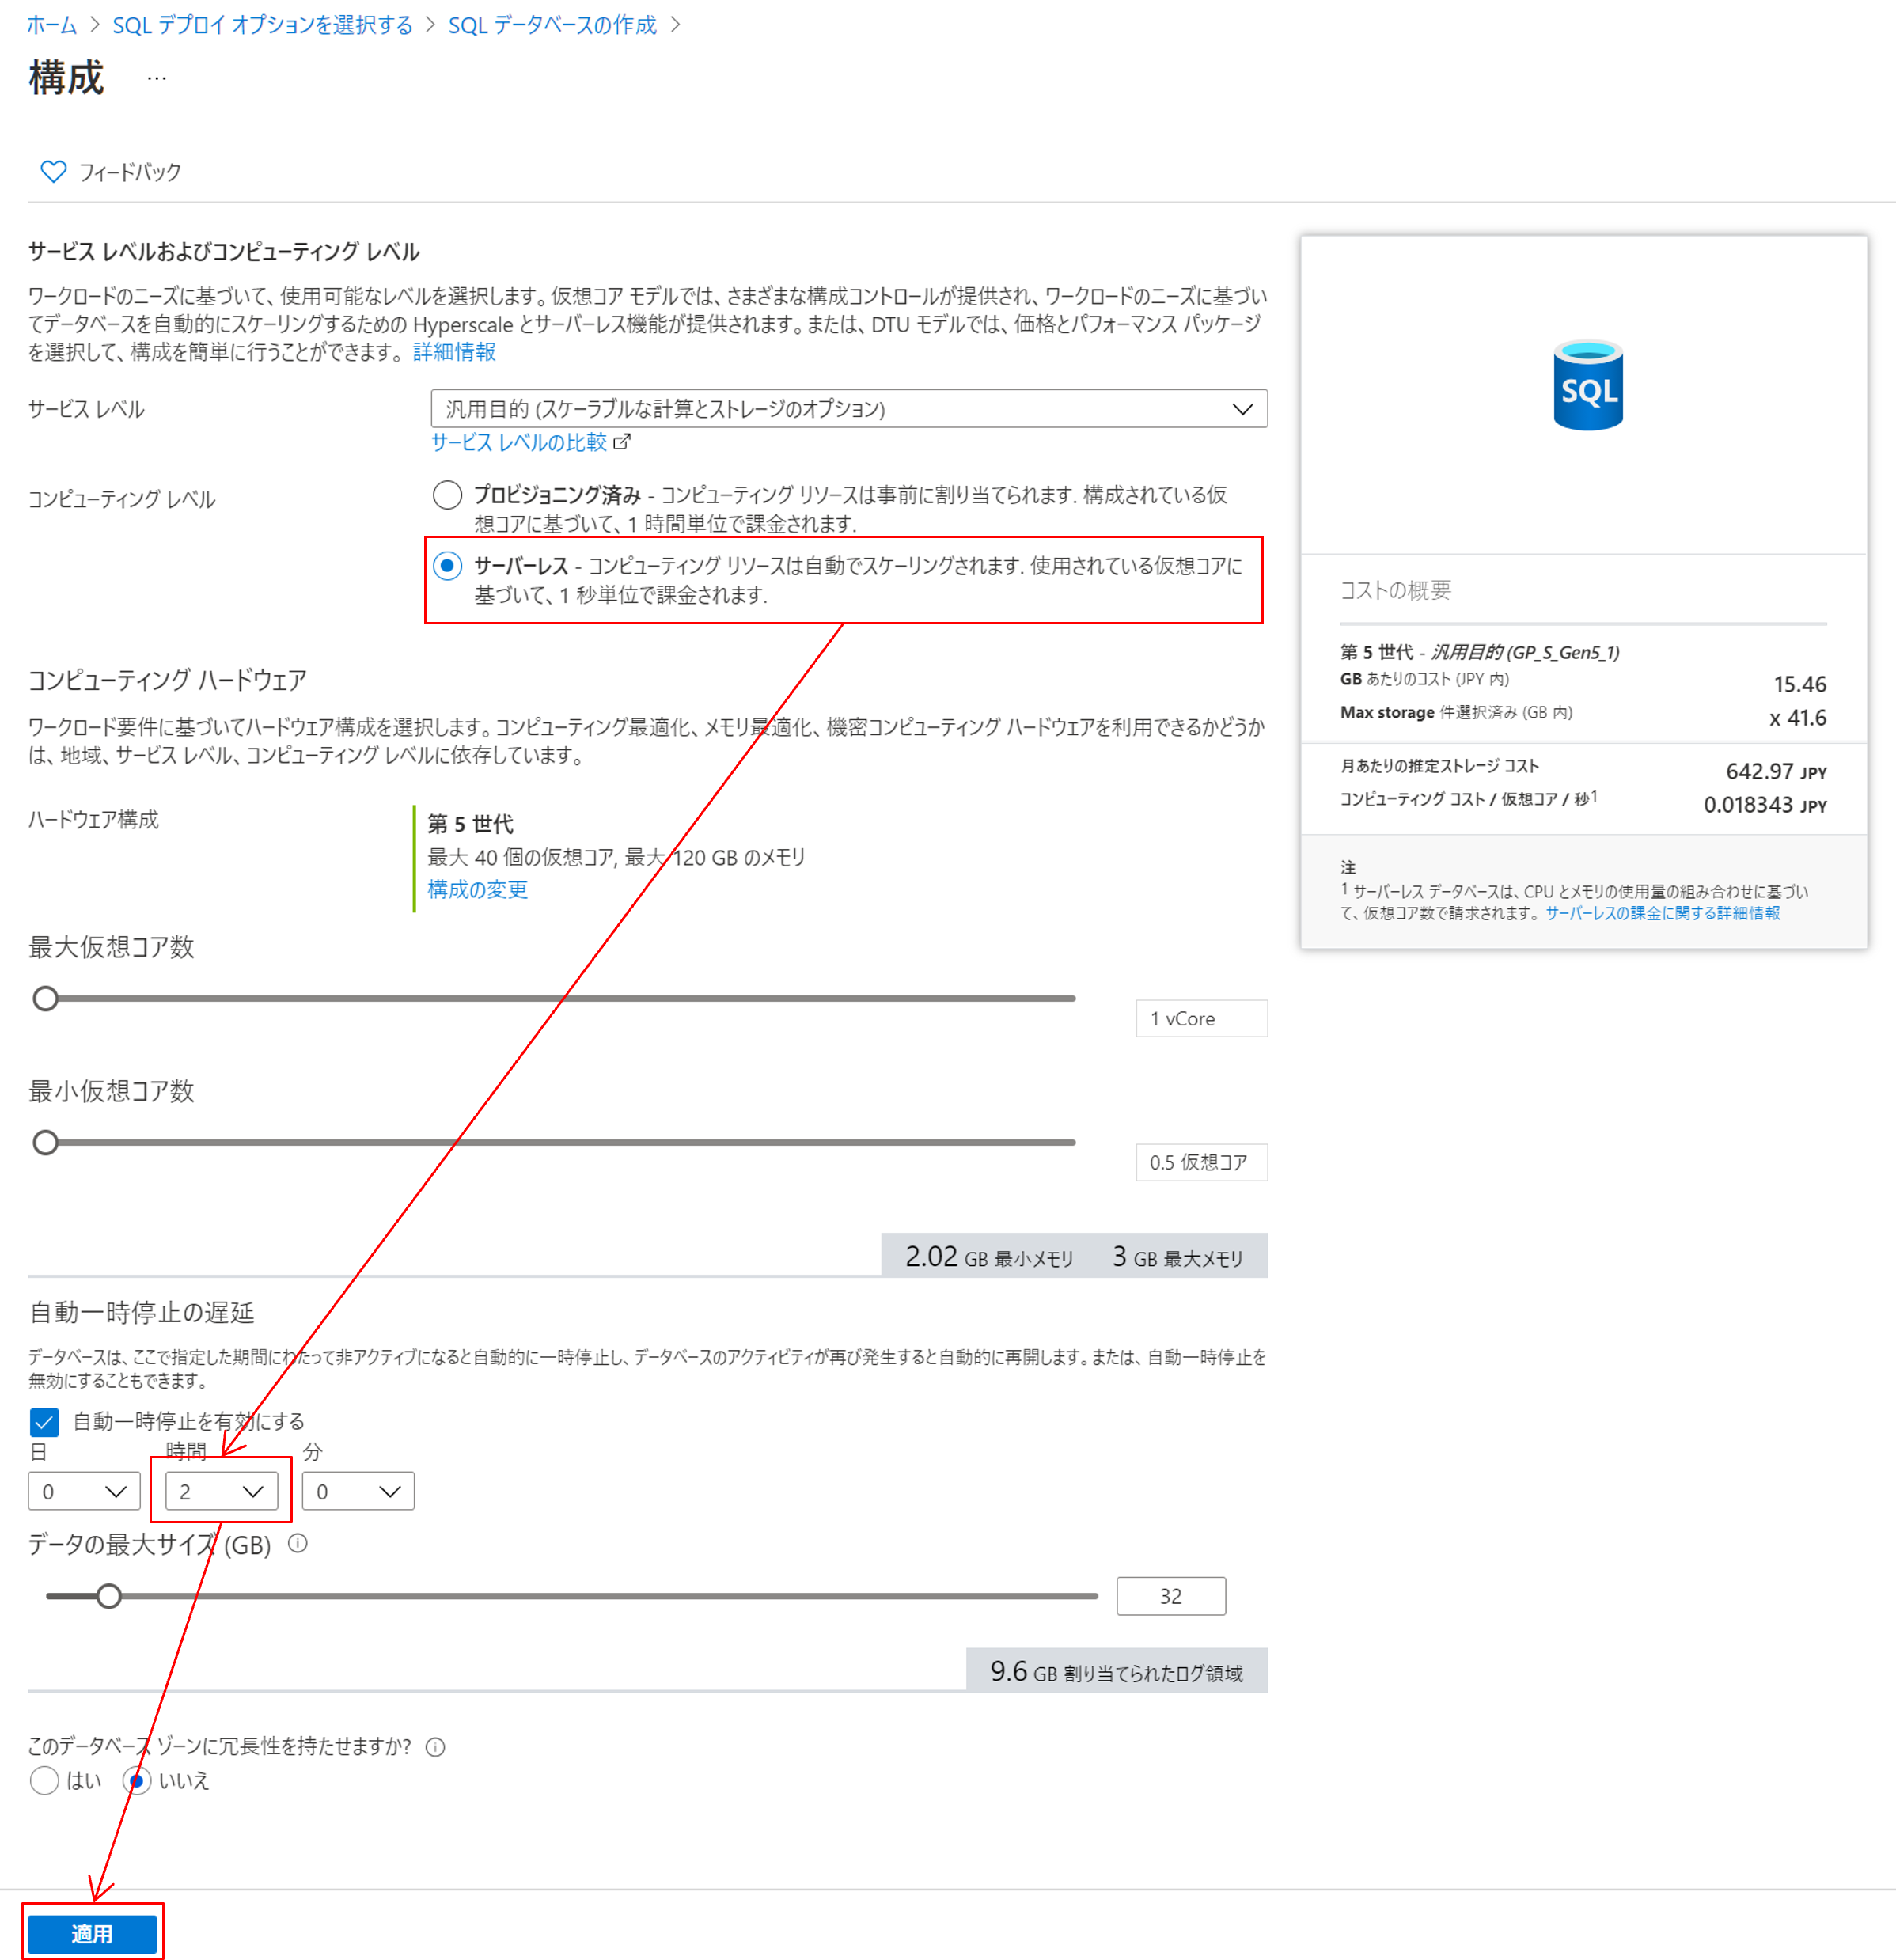 ホーム > SQL デプロイ オプションを選択する > SQL データベースの作成 >
構成 …
フィードバック
サービス レベルおよびコンピューティング レベル
ワークロードのニーズに基づいて、使用可能なレベルを選択します。仮想コア モデルでは、さまざまな構成コントロールが提供され、ワークロードのニーズに基づい
てデータベースを自動的にスケーリングするための Hyperscale とサーバーレス機能が提供されます。または、DTU モデルでは、価格とパフォーマンス パッケージ
を選択して、構成を簡単に行うことができます。 詳細情報
サービス レベル
汎用目的 (スケーラブルな計算とストレージのオプション)
サービス レベルの比較
コンピューティング レベル
プロビジョニング済み - コンピューティング リソースは事前に割り当てられます. 構成されている仮
想コアに基づいて、1 時間単位で課金されます.
サーバーレス - コンピューティング リソースは自動でスケーリングされます. 使用されている仮想コアに
基づいて、1 秒単位で課金されます.
コンピューティング ハードウェア
ワークロード要件に基づいてハードウェア構成を選択します。コンピューティング最適化、メモリ最適化、機密コンピューティング ハードウェアを利用できるかどうか
は、地域、サービス レベル、コンピューティング レベルに依存しています。
ハードウェア構成
第 5 世代
最大 40 個の仮想コア, 最大 120 GB のメモリ
構成の変更
最大仮想コア数
1 vCore
最小仮想コア数
0.5 仮想コア
2.02 GB 最小メモリ 3 GB 最大メモリ
自動一時停止の遅延
データベースは、ここで指定した期間にわたって非アクティブになると自動的に一時停止し、データベースのアクティビティが再び発生すると自動的に再開します。または、自動一時停止を
無効にすることもできます。
自動一時停止を有効にする
日 時間 分
0 2 0
データの最大サイズ (GB)
32
9.6 GB 割り当てられたログ領域
このデータベース ゾーンに冗長性を持たせますか?
はい いいえ
適用
SQL
コストの概要
第 5 世代 - 汎用目的 (GP_S_Gen5_1)
GB あたりのコスト (JPY 内) 15.46
Max storage 件選択済み (GB 内) x 41.6
月あたりの推定ストレージ コスト 642.97 JPY
コンピューティング コスト / 仮想コア / 秒1 0.018343 JPY
注
1 サーバーレス データベースは、CPU とメモリの使用量の組み合わせに基づい
て、仮想コア数で請求されます。 サーバーレスの課金に関する詳細情報